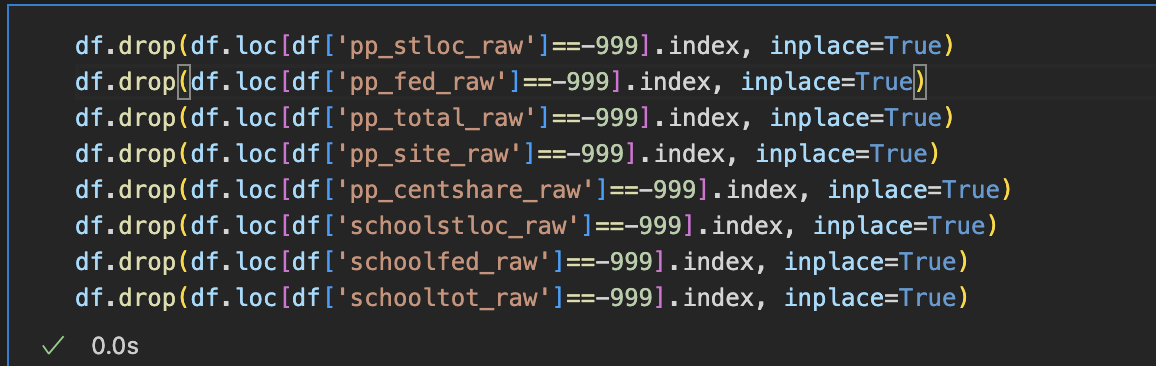 df.drop(df.loc[df['pp_stloc_raw']==-999].index, inplace=True)
df.drop(df.loc[df['pp_fed_raw']==-999].index, inplace=True)
df.drop(df.loc[df['pp_total_raw']==-999].index, inplace=True)
df.drop(df.loc[df['pp_site_raw']==-999].index, inplace=True)
df.drop(df.loc[df['pp_centshare_raw']==-999].index, inplace=True)
df.drop(df.loc[df['schoolstloc_raw']==-999].index, inplace=True)
df.drop(df.loc[df['schoolfed_raw']==-999].index, inplace=True)
df.drop(df.loc[df['schooltot_raw']==-999].index, inplace=True)
0.0s